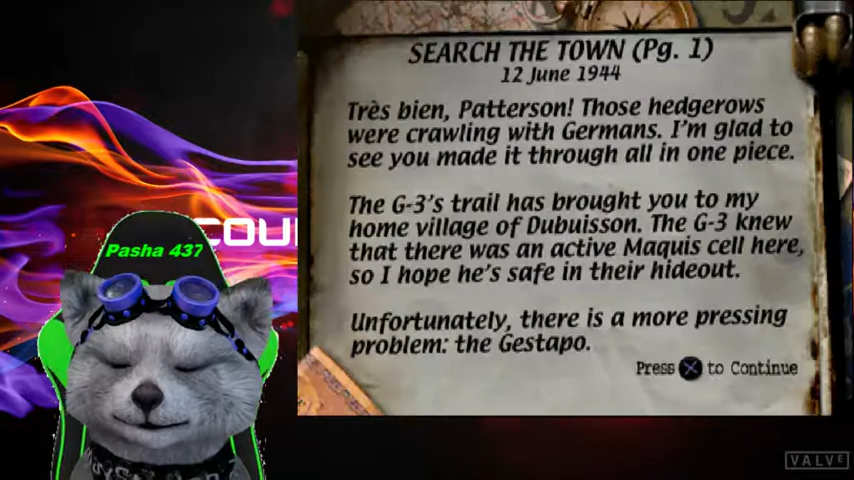 SEARCH THE TOWN (Pg. 1)
12 June 1944
Très bien, Patterson! Those hedgerows
were crawling with Germans. I'm glad to
see you made it through all in one piece.
The G-3's trail has brought you to my
home village of Dubuisson. The G-3 knew
that there was an active Maquis cell here,
so I hope he's safe in their hideout.
Unfortunately, there is a more pressing
problem: the Gestapo.
Press X to Continue
COU
Pasha 437
VALVE